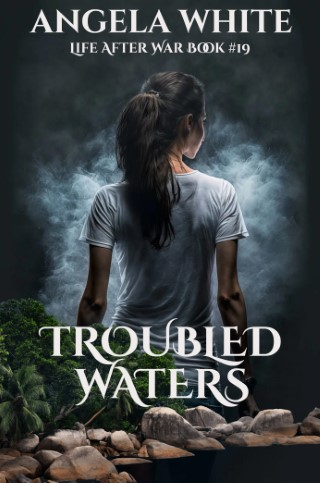 ANGELA WHITE
LIFE AFTER WAR BOOK #19
TROUBLED
WATERS